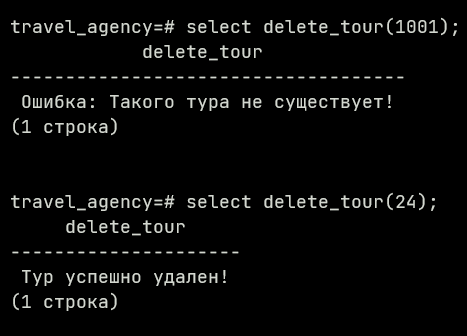 travel_agency=# select delete_tour(1001);
delete_tour
------------------------------------
Ошибка: Такого тура не существует!
(1 строка)
travel_agency=# select delete_tour(24);
delete_tour
---------------------
Тур успешно удален!
(1 строка)